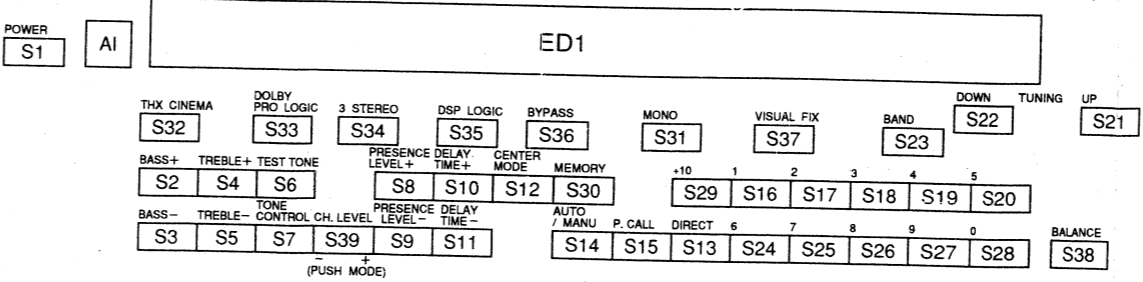 POWER
S1
AI
ED1
THX CINEMA
S32
DOLBY
PRO LOGIC
S33
3 STEREO
S34
DSP LOGIC
S35
BYPASS
S36
MONO
S31
VISUAL FIX
S37
BAND
S23
DOWN TUNING UP
S22 S21
BASS+ TREBLE+ TEST TONE
S2 S4 S6
PRESENCE LEVEL+
DELAY TIME+
CENTER MODE
MEMORY
S8 S10 S12 S30
+10 1 2 3 4 5
S29 S16 S17 S18 S19 S20
BASS− TREBLE−
TONE CONTROL
CH. LEVEL
PRESENCE LEVEL−
DELAY TIME−
S3 S5 S7 S39 S9 S11
− +
(PUSH MODE)
AUTO / MANU
P. CALL DIRECT 6 7 8 9 0
S14 S15 S13 S24 S25 S26 S27 S28
BALANCE
S38